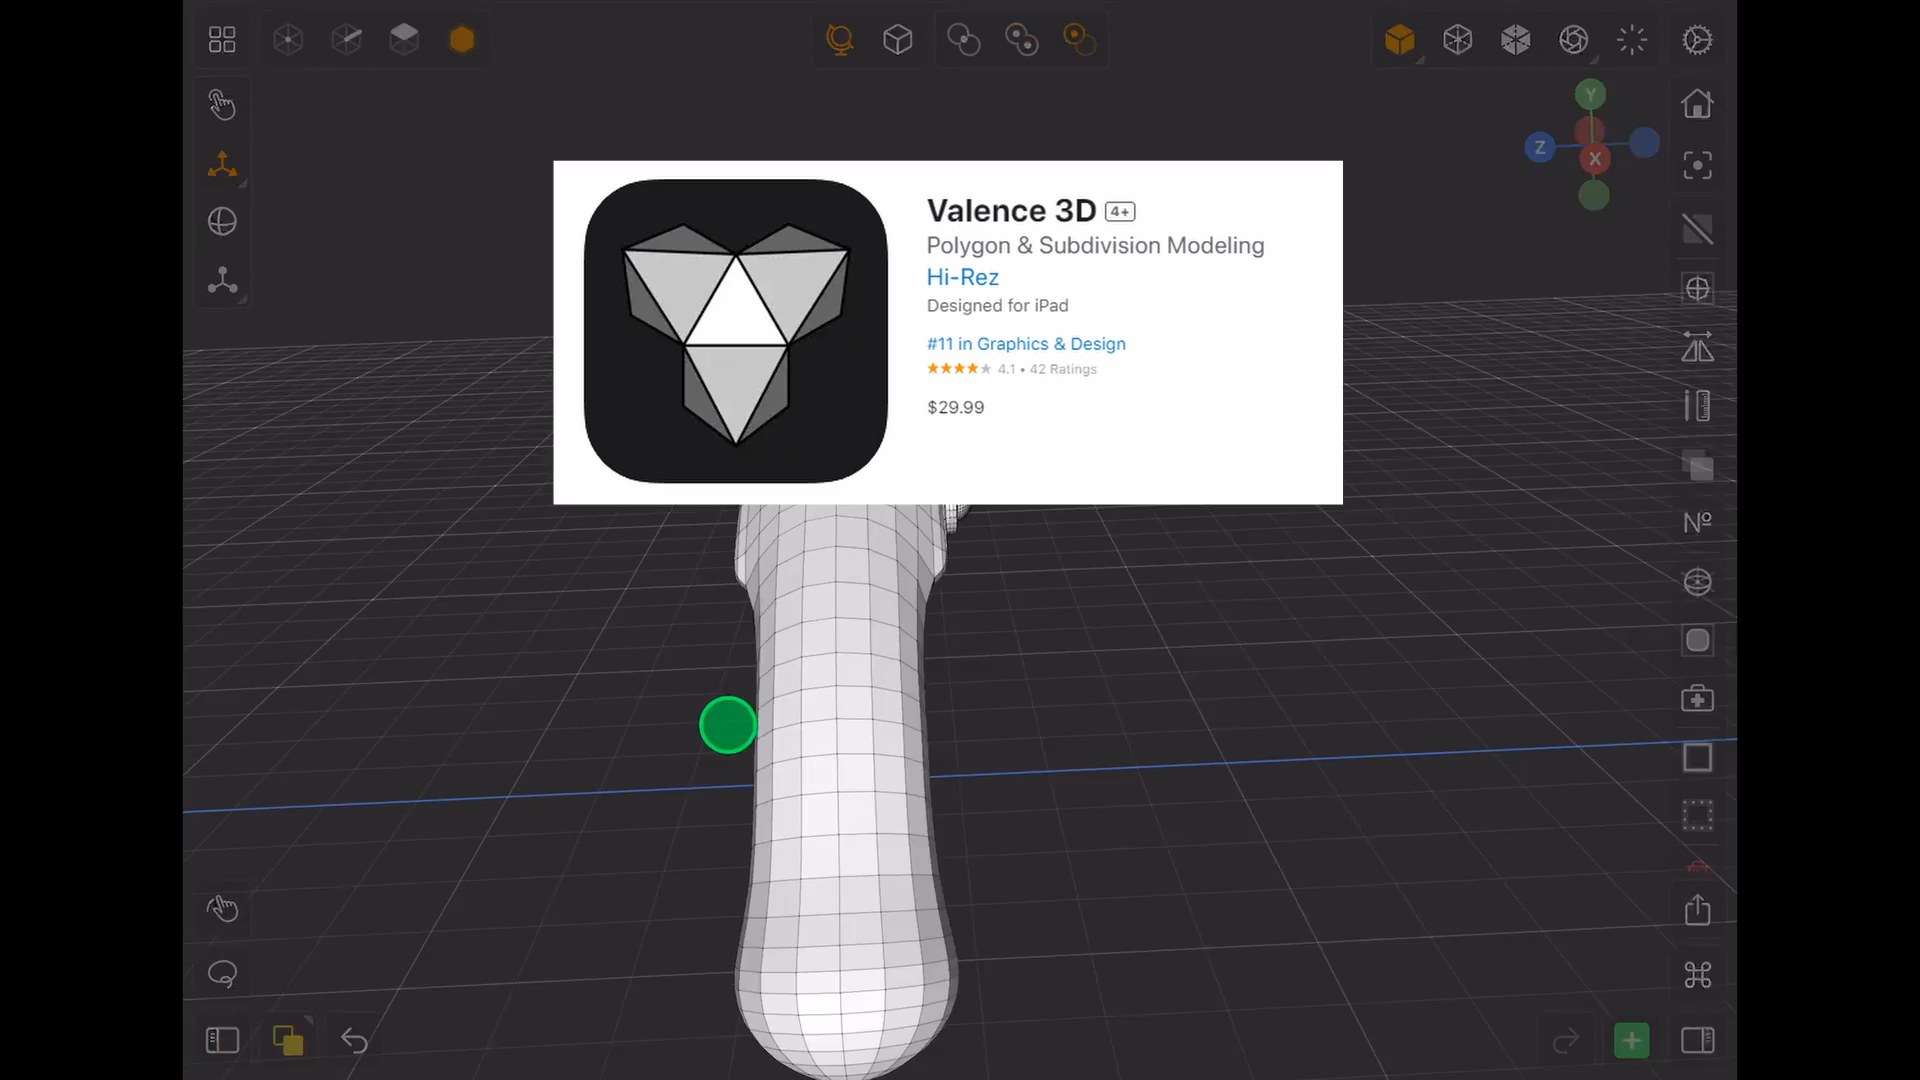 Y
Z
X
Valence 3D 4+
Polygon & Subdivision Modeling
Hi-Rez
Designed for iPad
#11 in Graphics & Design
4.1 • 42 Ratings
$29.99
Nº